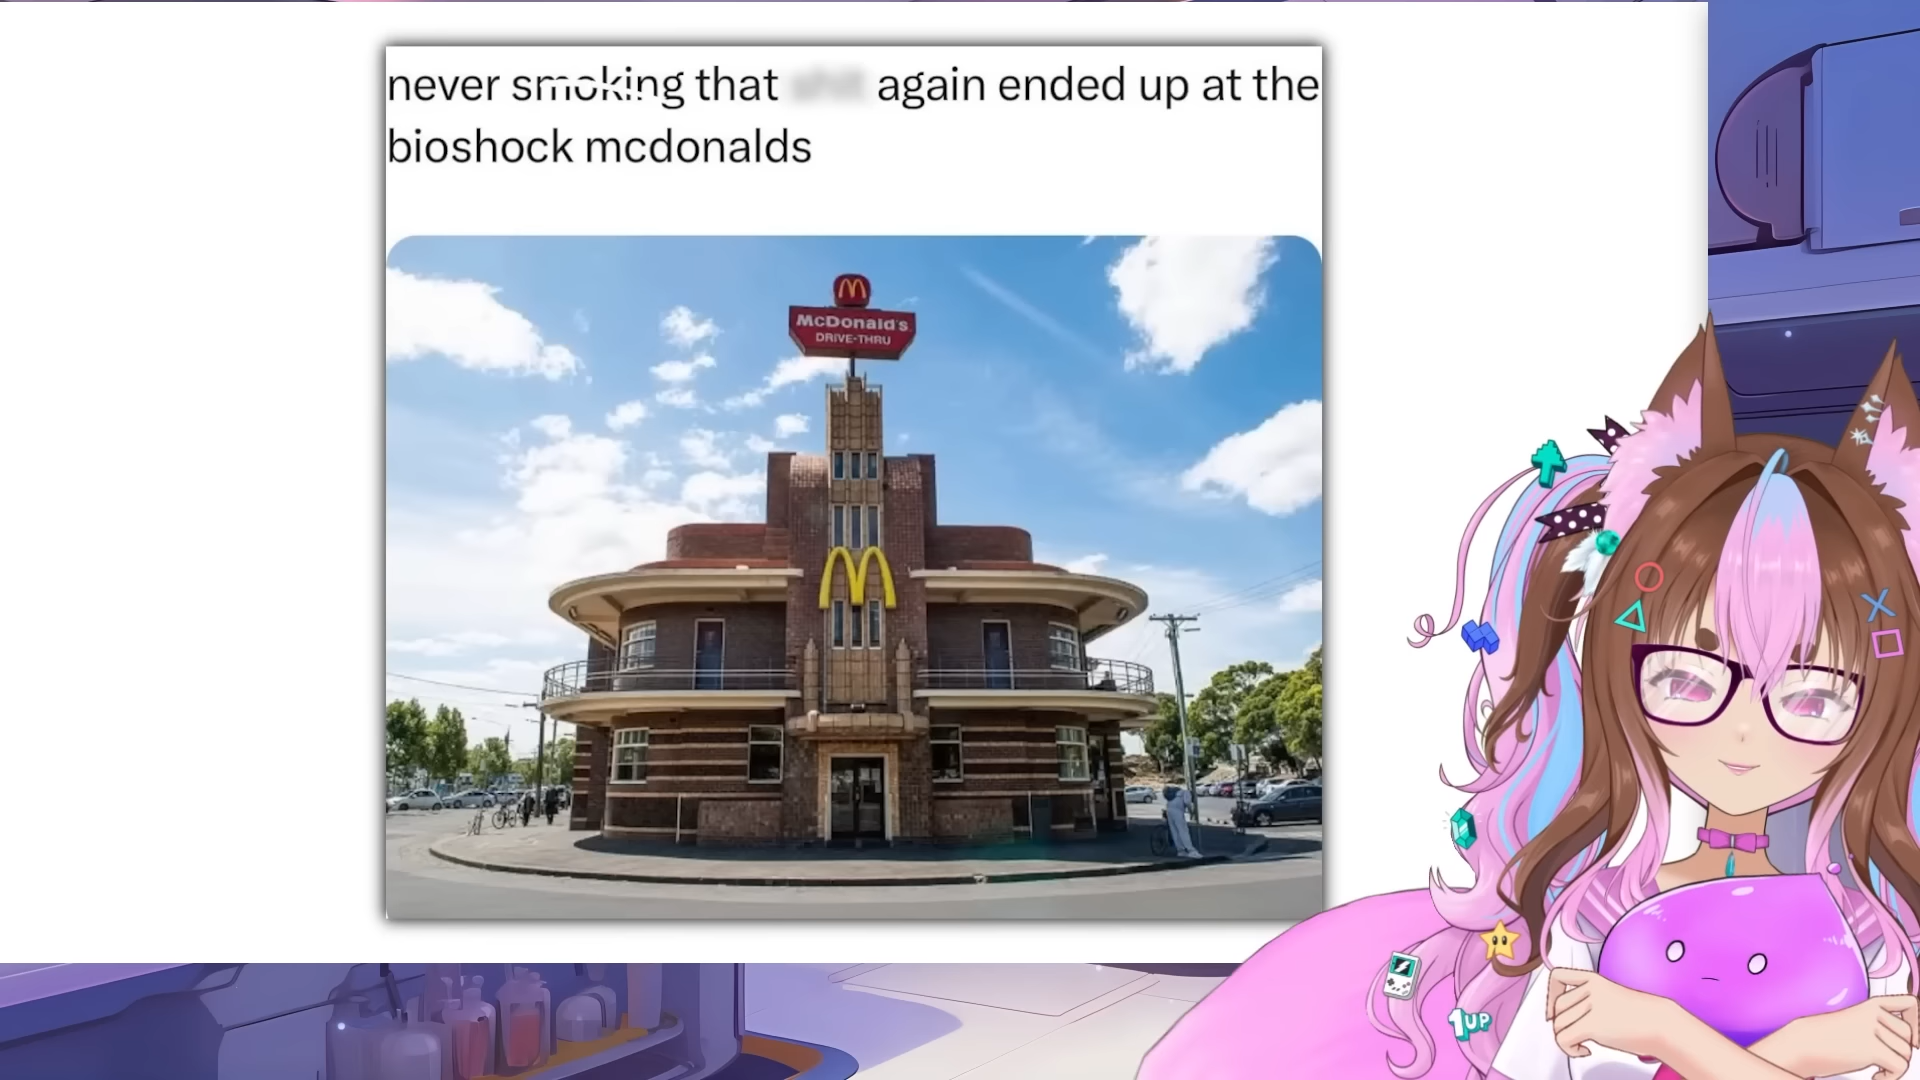 never smoking that again ended up at the
bioshock mcdonalds
McDonald's
DRIVE-THRU
1UP